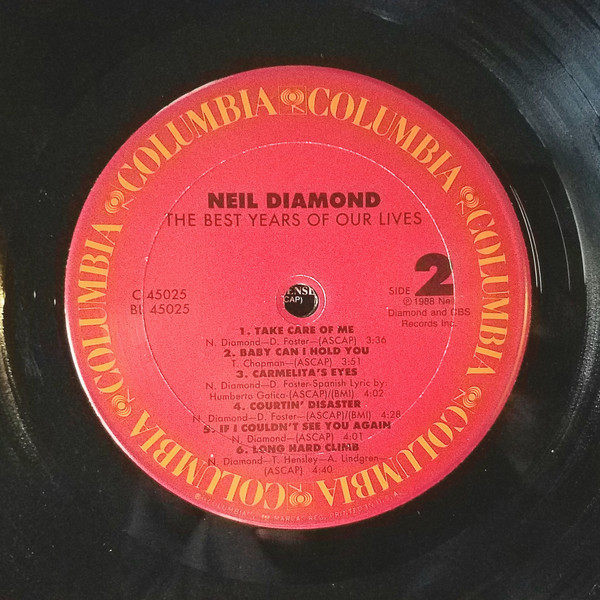 COLUMBIA COLUMBIA COLUMBIA COLUMBIA COLUMBIA COLUMBIA
NEIL DIAMOND
THE BEST YEARS OF OUR LIVES
C 45025
BL 45025
SIDE 2
℗ 1988 Neil
Diamond and CBS
Records Inc.
ENSE
CAP)
1. TAKE CARE OF ME
N. Diamond—D. Foster—(ASCAP) 3:36
2. BABY CAN I HOLD YOU
T. Chapman—(ASCAP) 3:51
3. CARMELITA'S EYES
N. Diamond—D. Foster-Spanish Lyric by
Humberto Gatica-(ASCAP)/(BMI) 4:02
4. COURTIN' DISASTER
N. Diamond—D. Foster—(ASCAP)/(BMI) 4:28
5. IF I COULDN'T SEE YOU AGAIN
N. Diamond—(ASCAP) 4:01
6. LONG HARD CLIMB
N. Diamond—T. Hensley—A. Lindgren—
(ASCAP) 4:40